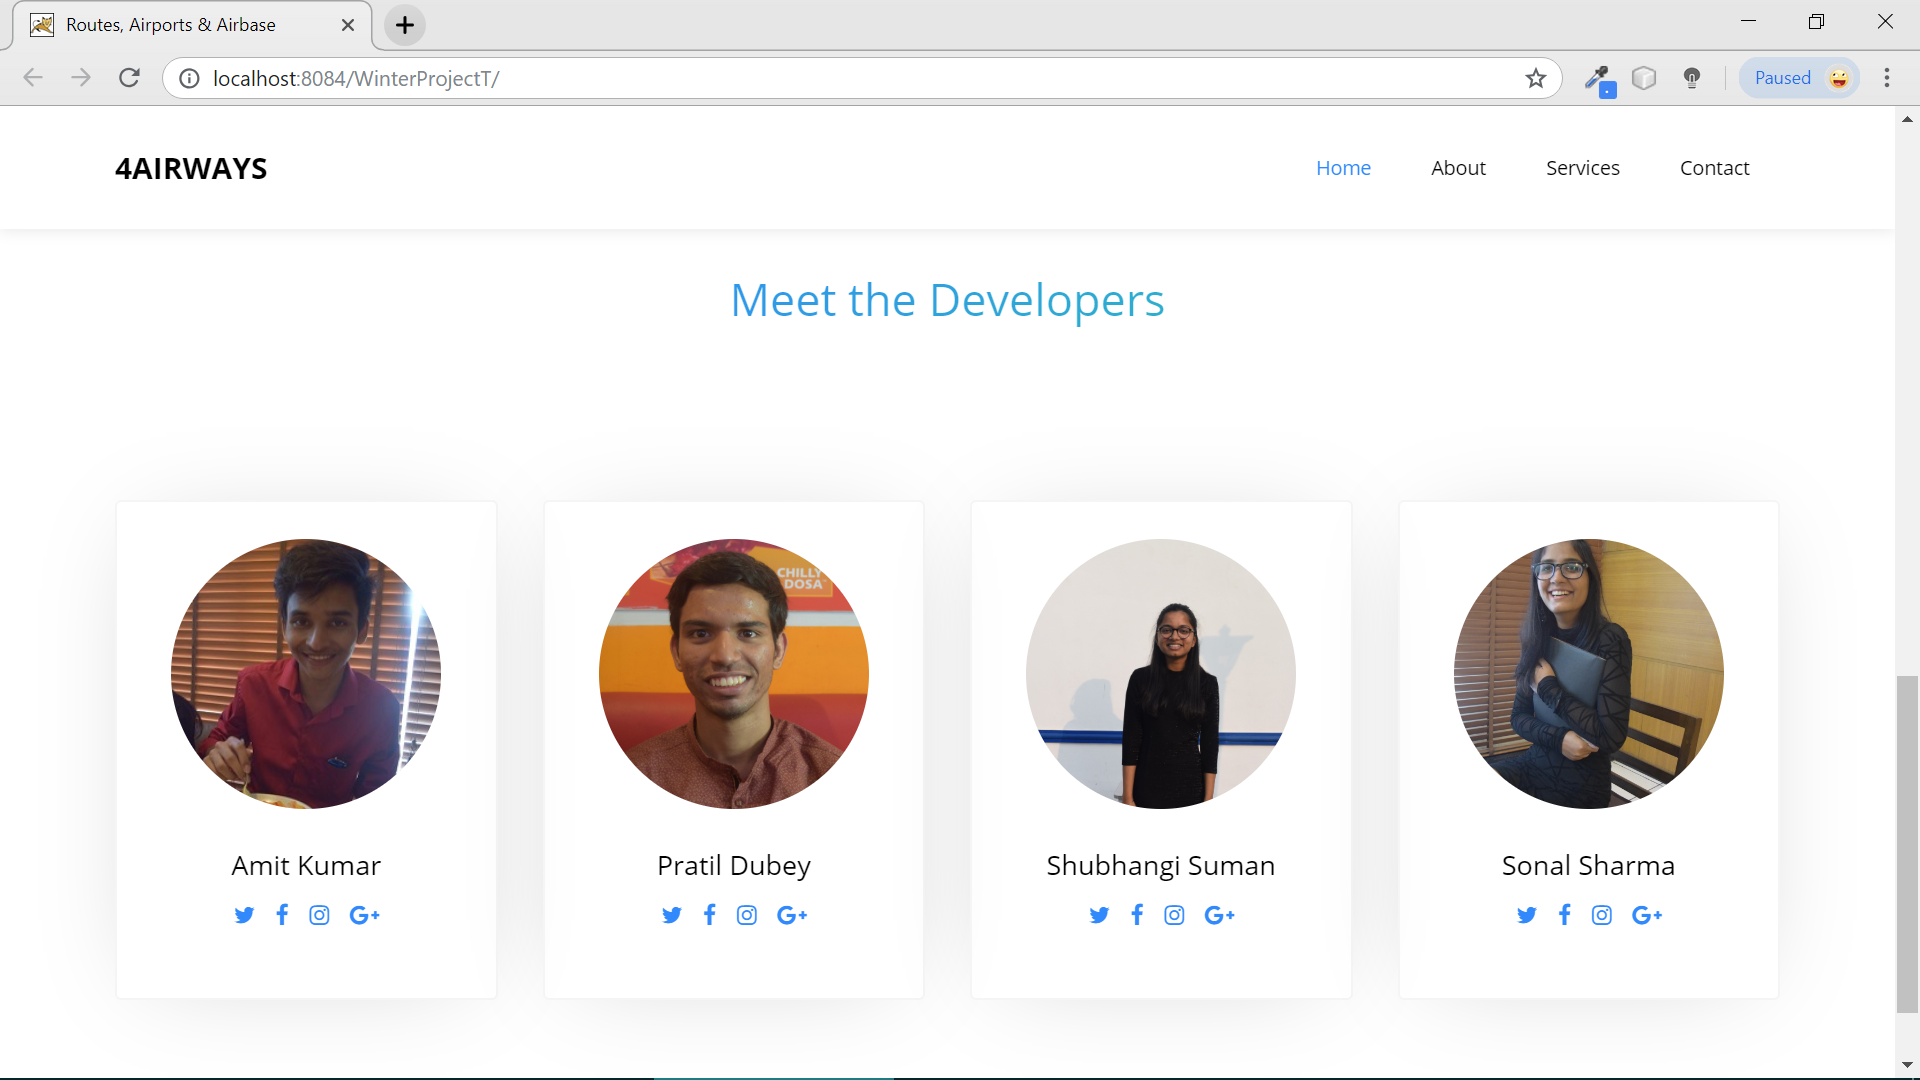 Routes, Airports & Airbase
localhost:8084/WinterProjectT/
Paused
4AIRWAYS
Home About Services Contact
Meet the Developers
CHILLY
DOSA
Amit Kumar
Pratil Dubey
Shubhangi Suman
Sonal Sharma